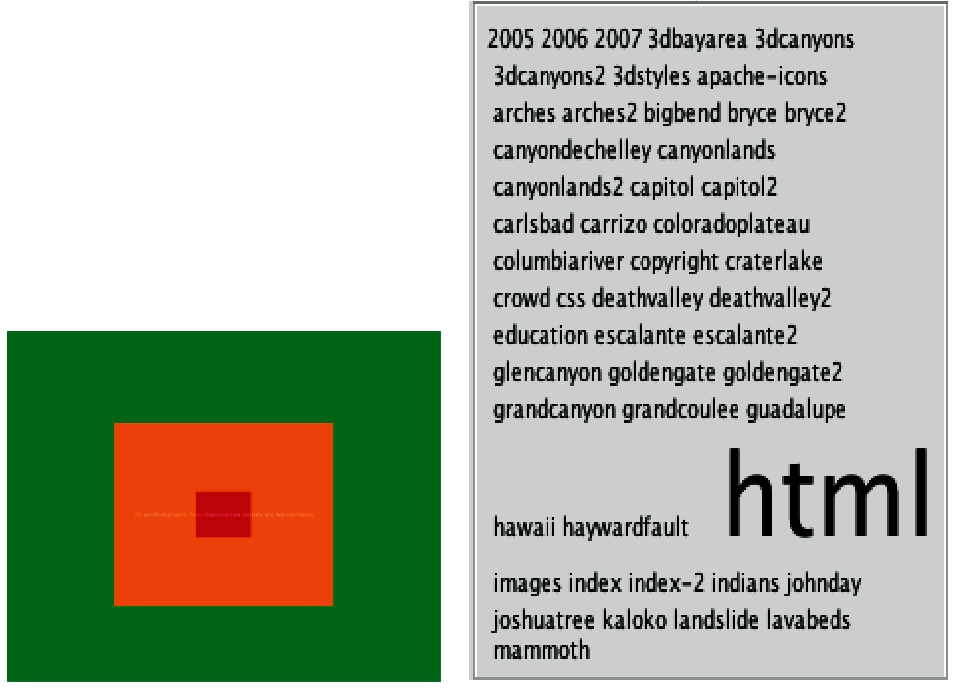 2005 2006 2007 3dbayarea 3dcanyons
3dcanyons2 3dstyles apache-icons
arches arches2 bigbend bryce bryce2
canyondechelley canyonlands
canyonlands2 capitol capitol2
carlsbad carrizo coloradoplateau
columbiariver copyright craterlake
crowd css deathvalley deathvalley2
education escalante escalante2
glencanyon goldengate goldengate2
grandcanyon grandcoulee guadalupe
hawaii haywardfault html
images index index-2 indians johnday
joshuatree kaloko landslide lavabeds
mammoth